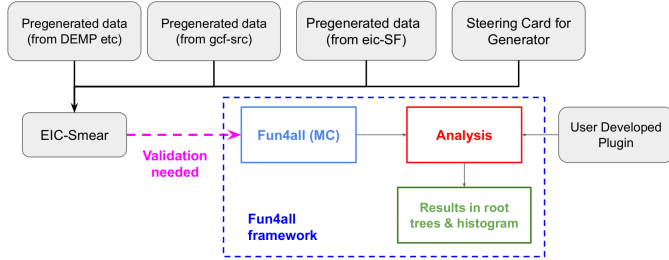 Pregenerated data
(from DEMP etc)
Pregenerated data
(from gcf-src)
Pregenerated data
(from eic-SF)
Steering Card for
Generator
EIC-Smear
Validation
needed
Fun4all (MC)
Analysis
User Developed
Plugin
Results in root
trees & histogram
Fun4all
framework